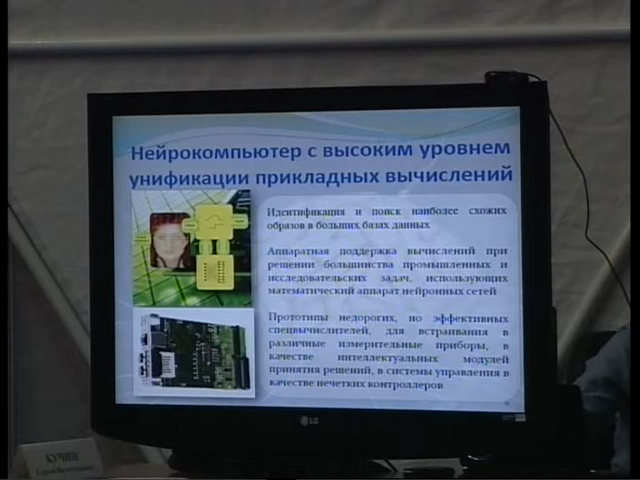 Нейрокомпьютер с высоким уровнем
унификации прикладных вычислений
Идентификация и поиск наиболее схожих
образов в больших базах данных
Аппаратная поддержка вычислений при
решении большинства промышленных и
исследовательских задач, использующих
математический аппарат нейронных сетей
Прототипы недорогих, но эффективных
спецвычислителей, для встраивания в
различные измерительные приборы, в
качестве интеллектуальных модулей
принятия решений, в системы управления в
качестве нечетких контроллеров
LG
КУЧИН